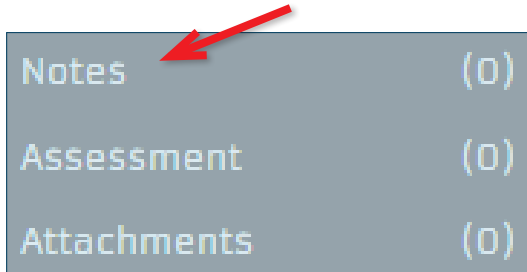 Notes (0)
Assessment (0)
Attachments (0)